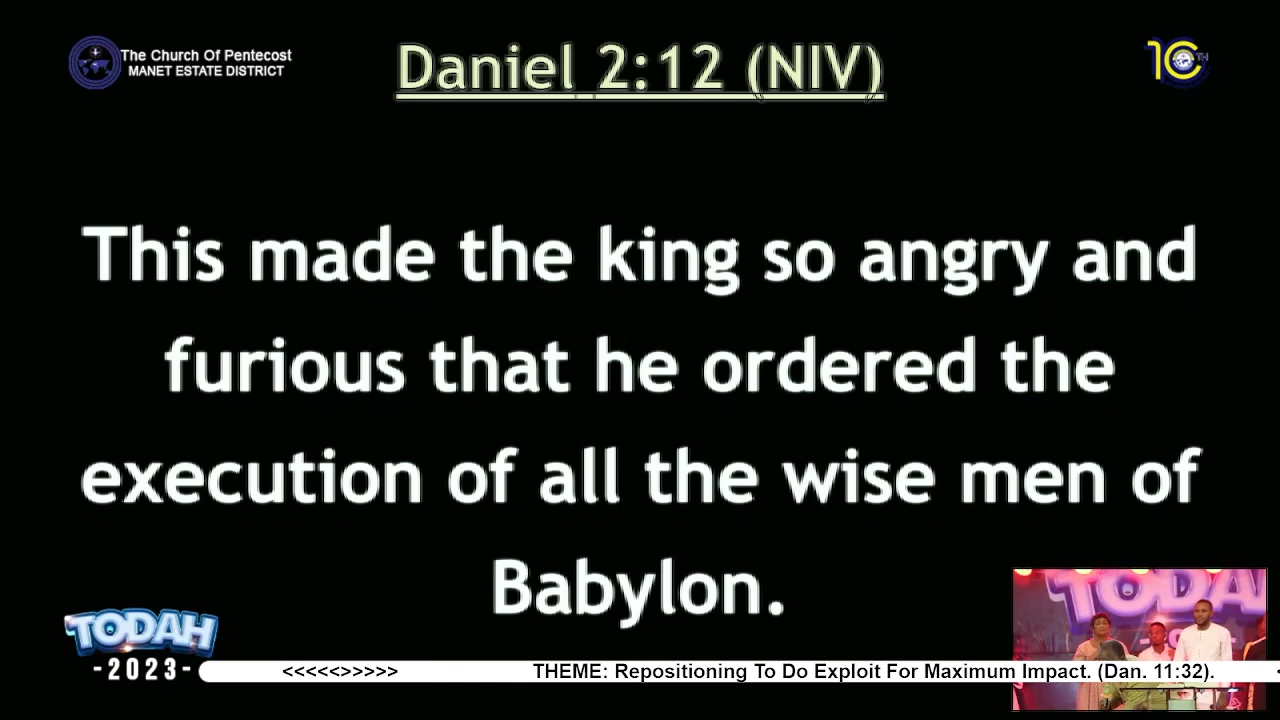 The Church Of Pentecost
MANET ESTATE DISTRICT
Daniel 2:12 (NIV)
10TH
This made the king so angry and
furious that he ordered the
execution of all the wise men of
Babylon.
TODAH
TODAH
-2023-
<<<<<>>>>>
THEME: Repositioning To Do Exploit For Maximum Impact. (Dan. 11:32).